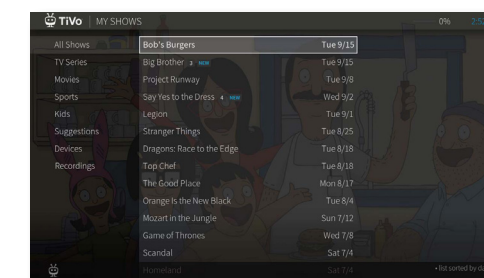 TiVo | MY SHOWS 0% 2:5
All Shows
TV Series
Movies
Sports
Kids
Suggestions
Devices
Recordings
Bob's Burgers Tue 9/15
Big Brother 3 NEW Tue 9/15
Project Runway Tue 9/8
Say Yes to the Dress 4 NEW Wed 9/2
Legion Tue 9/1
Stranger Things Tue 8/25
Dragons: Race to the Edge Tue 8/18
Top Chef Tue 8/18
The Good Place Mon 8/17
Orange Is the New Black Tue 8/4
Mozart in the Jungle Sun 7/12
Game of Thrones Wed 7/8
Scandal Sat 7/4
Homeland Sat 7/4
• list sorted by d